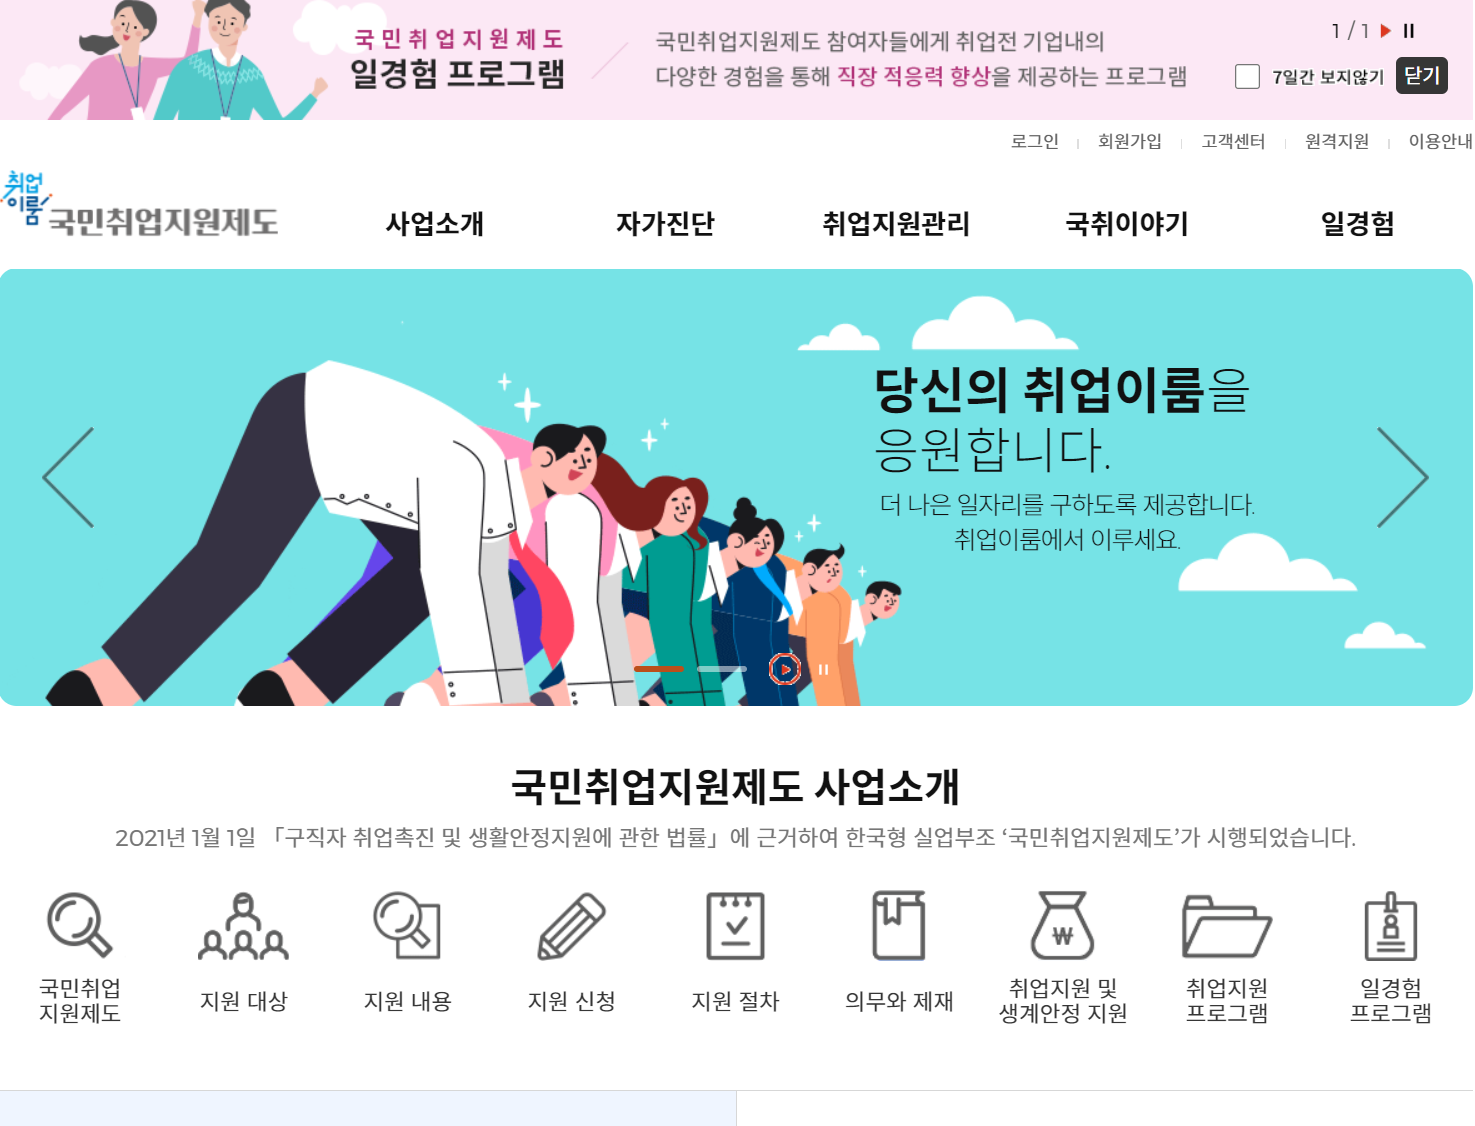 국민취업지원제도
일경험 프로그램
국민취업지원제도 참여자들에게 취업전 기업내의
다양한 경험을 통해 직장 적응력 향상을 제공하는 프로그램
1 / 1
7일간 보지않기 닫기
로그인 회원가입 고객센터 원격지원 이용안내
취업이룸 국민취업지원제도
사업소개 자가진단 취업지원관리 국취이야기 일경험
당신의 취업이룸을
응원합니다.
더 나은 일자리를 구하도록 제공합니다.
취업이룸에서 이루세요.
국민취업지원제도 사업소개
2021년 1월 1일 「구직자 취업촉진 및 생활안정지원에 관한 법률」에 근거하여 한국형 실업부조 ‘국민취업지원제도’가 시행되었습니다.
₩
국민취업
지원제도
지원 대상
지원 내용
지원 신청
지원 절차
의무와 제재
취업지원 및
생계안정 지원
취업지원
프로그램
일경험
프로그램